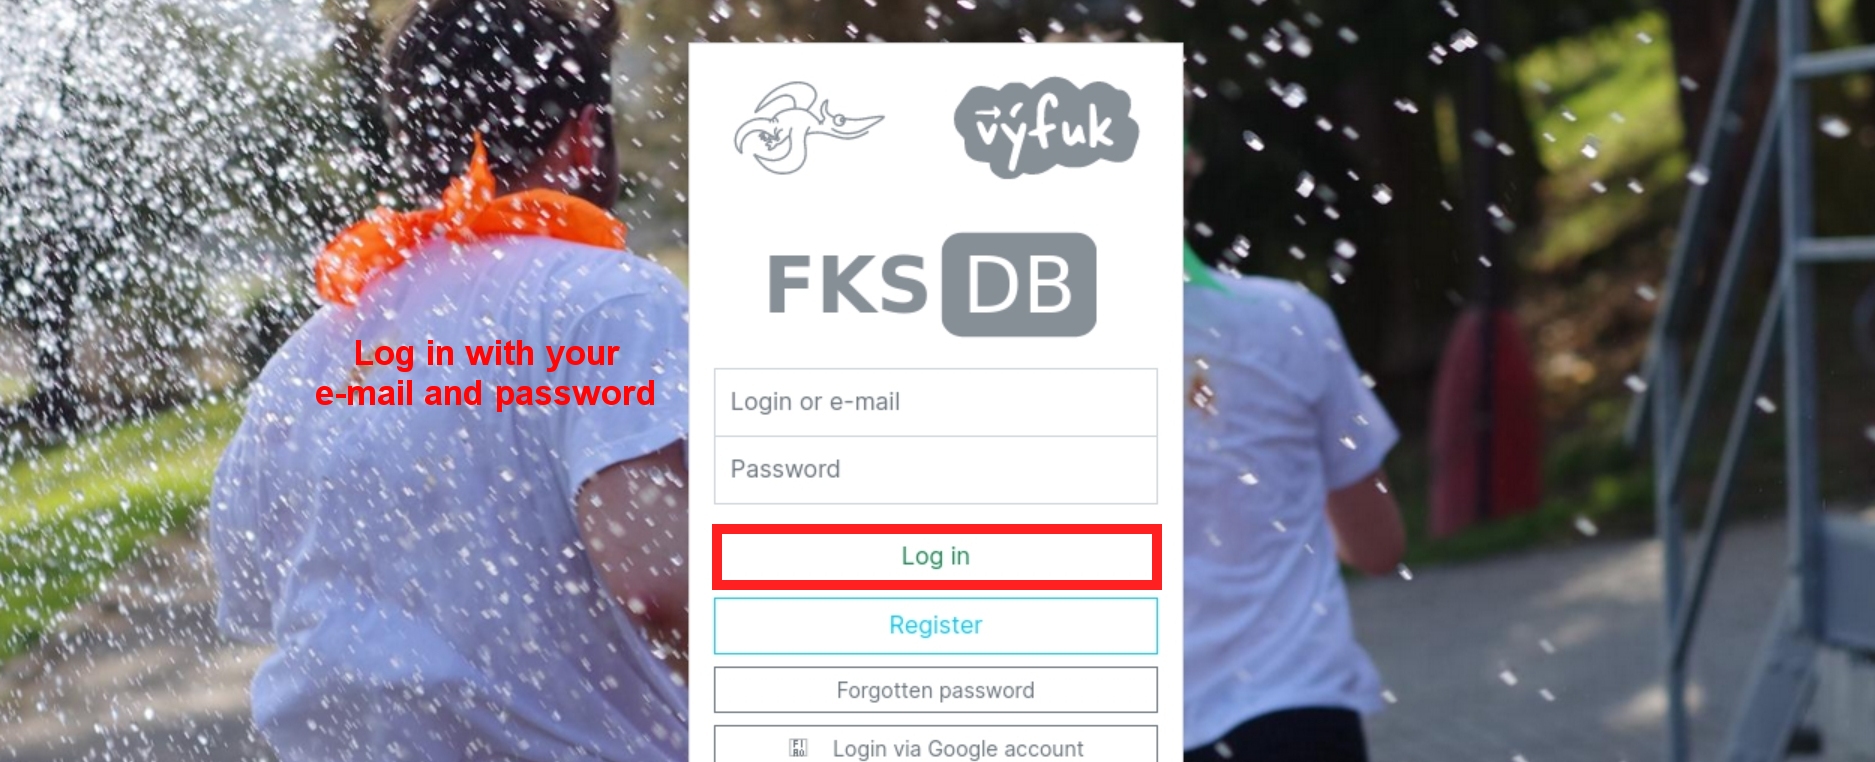 výfuk
FKS DB
Log in with your
e-mail and password
Login or e-mail
Password
Log in
Register
Forgotten password
Login via Google account